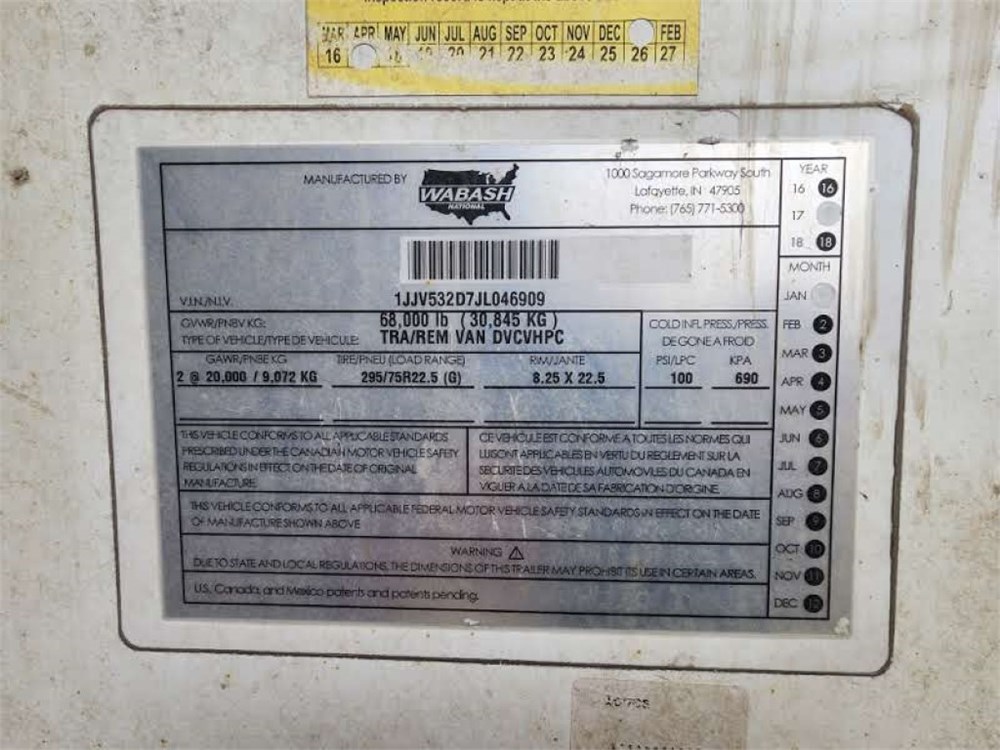 MAR APR MAY JUN JUL AUG SEP OCT NOV DEC FEB
16 20 21 22 23 24 25 26 27
MANUFACTURED BY
WABASH
NATIONAL
1000 Sagamore Parkway South
Lafayette, IN 47905
Phone: (765) 771-5300
V.I.N./N.I.V. 1JJV532D7JL046909
GVWR/PNBV KG: 68,000 lb ( 30,845 KG )
TYPE OF VEHICLE/TYPE DE VEHICULE: TRA/REM VAN DVCVHPC
COLD INFL. PRESS./PRESS.
DE GONE A FROID
GAWR/PNBE KG TIRE/PNEU (LOAD RANGE) RIM/JANTE PSI/LPC KPA
2 @ 20,000 / 9,072 KG 295/75R22.5 (G) 8.25 X 22.5 100 690
THIS VEHICLE CONFORMS TO ALL APPLICABLE STANDARDS
PRESCRIBED UNDER THE CANADIAN MOTOR VEHICLE SAFETY
REGULATIONS IN EFFECT ON THE DATE OF ORIGINAL
MANUFACTURE
CE VEHICULE EST CONFORME A TOUTES LES NORMES QUI
LUI SONT APPLICABLES EN VERTU DU REGLEMENT SUR LA
SECURITE DES VEHICULES AUTOMOVILES DU CANADA EN
VIGUER A LA DATE DE SA FABRICATION D'ORIGINE.
THIS VEHICLE CONFORMS TO ALL APPLICABLE FEDERAL MOTOR VEHICLE SAFETY STANDARDS IN EFFECT ON THE DATE
OF MANUFACTURE SHOWN ABOVE
WARNING
DUE TO STATE AND LOCAL REGULATIONS, THE DIMENSIONS OF THIS TRAILER MAY PROHIBIT ITS USE IN CERTAIN AREAS.
U.S., Canada, and Mexico patents and patents pending.
YEAR
16 16
17
18 18
MONTH
JAN
FEB 2
MAR 3
APR 4
MAY 5
JUN 6
JUL 7
AUG 8
SEP 9
OCT 10
NOV 11
DEC 12